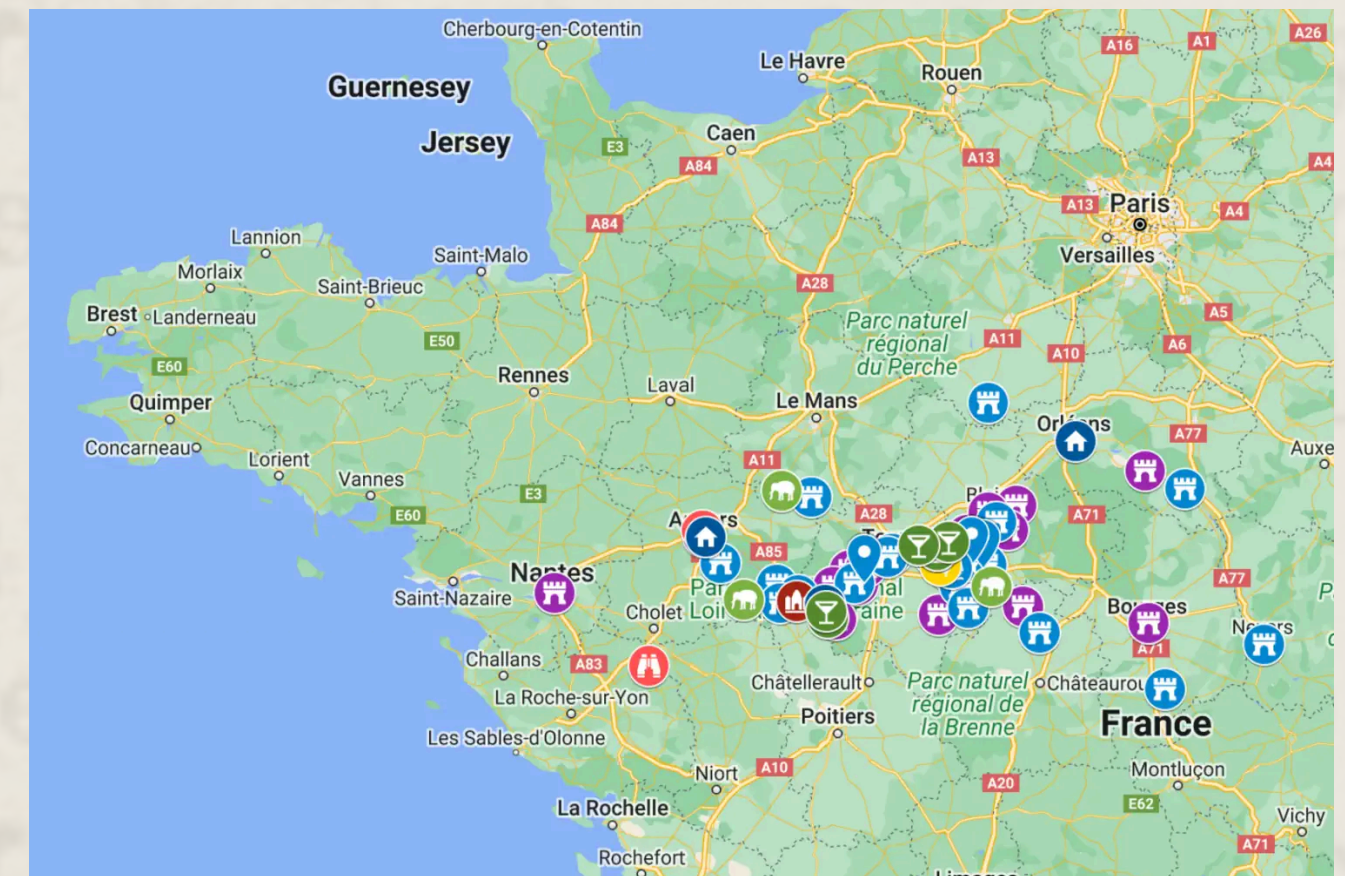 Cherbourg-en-Cotentin
Guernesey
Jersey
Le Havre
Rouen
A16
A1
A26
Caen
E3
A84
A13
A4
A84
A13
Paris
A4
Versailles
Lannion
Saint-Malo
Morlaix
Saint-Brieuc
A28
Brest
Landerneau
A5
E50
Parc naturel
régional
du Perche
A11
A10
A6
E60
Rennes
Laval
Le Mans
Quimper
Orléans
A77
Concarneau
Lorient
A11
Auxe
Vannes
E3
A28
E60
A71
A85
Nantes
Saint-Nazaire
A77
Cholet
Challans
A83
A71
Châtellerault
Parc naturel
régional de
la Brenne
La Roche-sur-Yon
Poitiers
France
Les Sables-d'Olonne
Niort
A10
Montluçon
A20
E62
La Rochelle
Vichy
A71
Rochefort